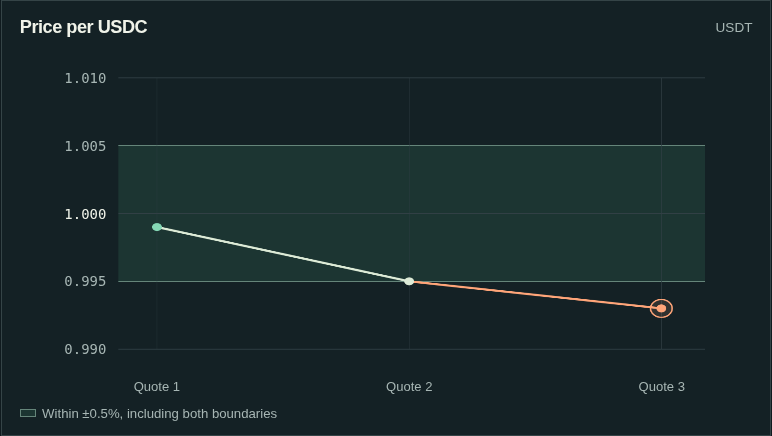 Price per USDC
USDT
1.010
1.005
1.000
0.995
0.990
Quote 1
Quote 2
Quote 3
Within ±0.5%, including both boundaries